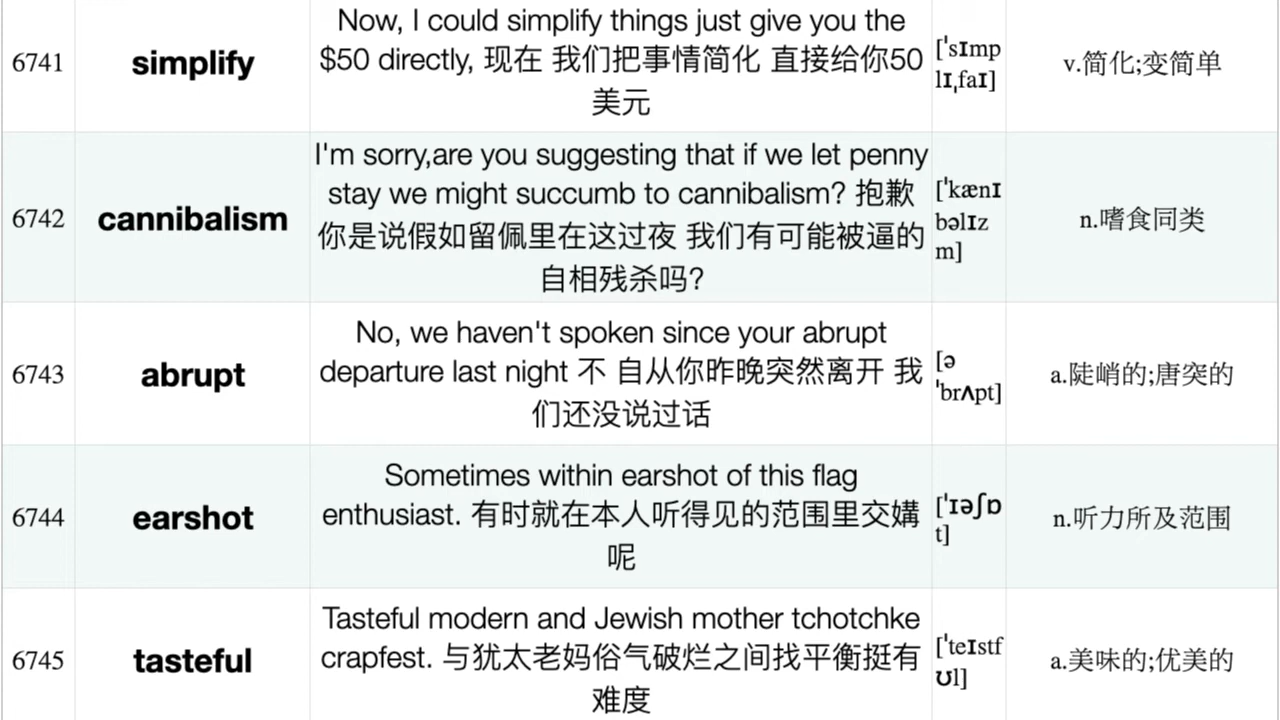 6741
simplify
Now, I could simplify things just give you the
$50 directly, 现在 我们把事情简化 直接给你50
美元
[ˈsɪmp
lɪˌfaɪ]
v.简化;变简单
6742
cannibalism
I'm sorry,are you suggesting that if we let penny
stay we might succumb to cannibalism? 抱歉
你是说假如留佩里在这过夜 我们有可能被逼的
自相残杀吗?
[ˈkænɪ
bəlɪz
m]
n.嗜食同类
6743
abrupt
No, we haven't spoken since your abrupt
departure last night 不 自从你昨晚突然离开 我
们还没说过话
[ə
ˈbrʌpt]
a.陡峭的;唐突的
6744
earshot
Sometimes within earshot of this flag
enthusiast. 有时就在本人听得见的范围里交媾
呢
[ˈɪəʃɒ
t]
n.听力所及范围
6745
tasteful
Tasteful modern and Jewish mother tchotchke
crapfest. 与犹太老妈俗气破烂之间找平衡挺有
难度
[ˈteɪstf
ʊl]
a.美味的;优美的